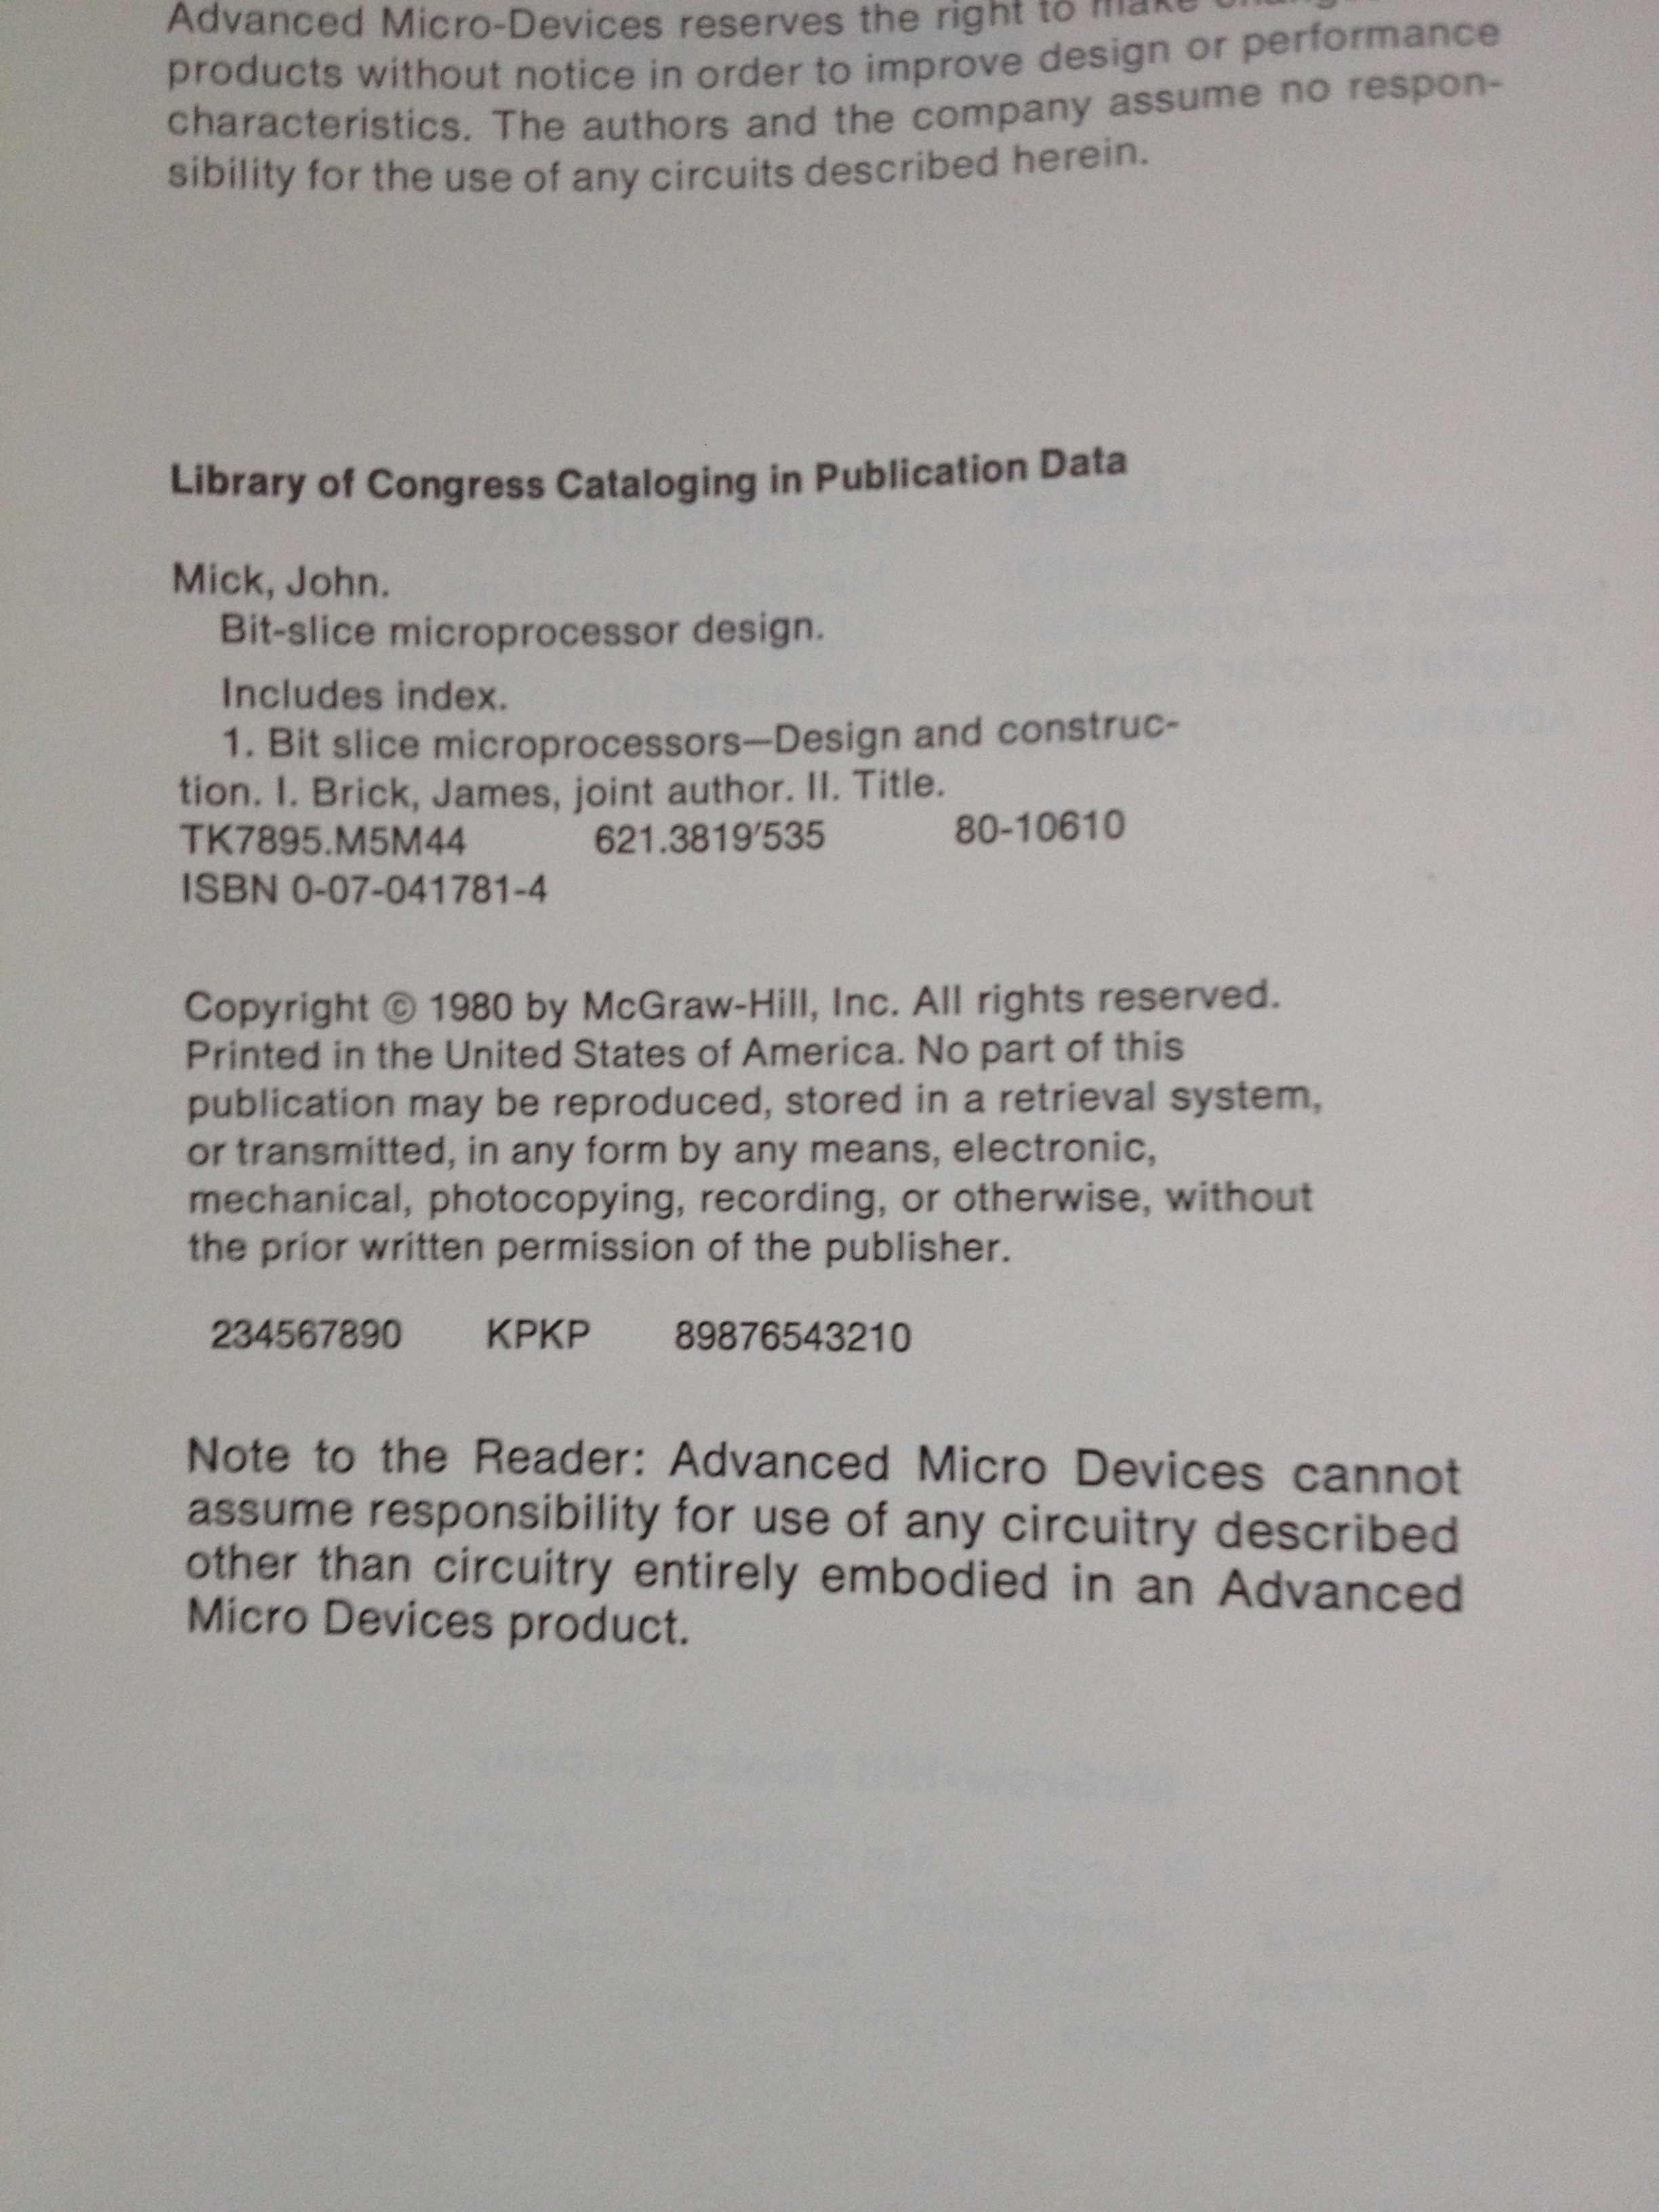 Advanced Micro-Devices reserves the right to make
products without notice in order to improve design or performance
characteristics. The authors and the company assume no respon-
sibility for the use of any circuits described herein.
Library of Congress Cataloging in Publication Data
Mick, John.
Bit-slice microprocessor design.
Includes index.
1. Bit slice microprocessors—Design and construc-
tion. I. Brick, James, joint author. II. Title.
TK7895.M5M44 621.3819′535 80-10610
ISBN 0-07-041781-4
Copyright © 1980 by McGraw-Hill, Inc. All rights reserved.
Printed in the United States of America. No part of this
publication may be reproduced, stored in a retrieval system,
or transmitted, in any form by any means, electronic,
mechanical, photocopying, recording, or otherwise, without
the prior written permission of the publisher.
234567890 KPKP 89876543210
Note to the Reader: Advanced Micro Devices cannot
assume responsibility for use of any circuitry described
other than circuitry entirely embodied in an Advanced
Micro Devices product.